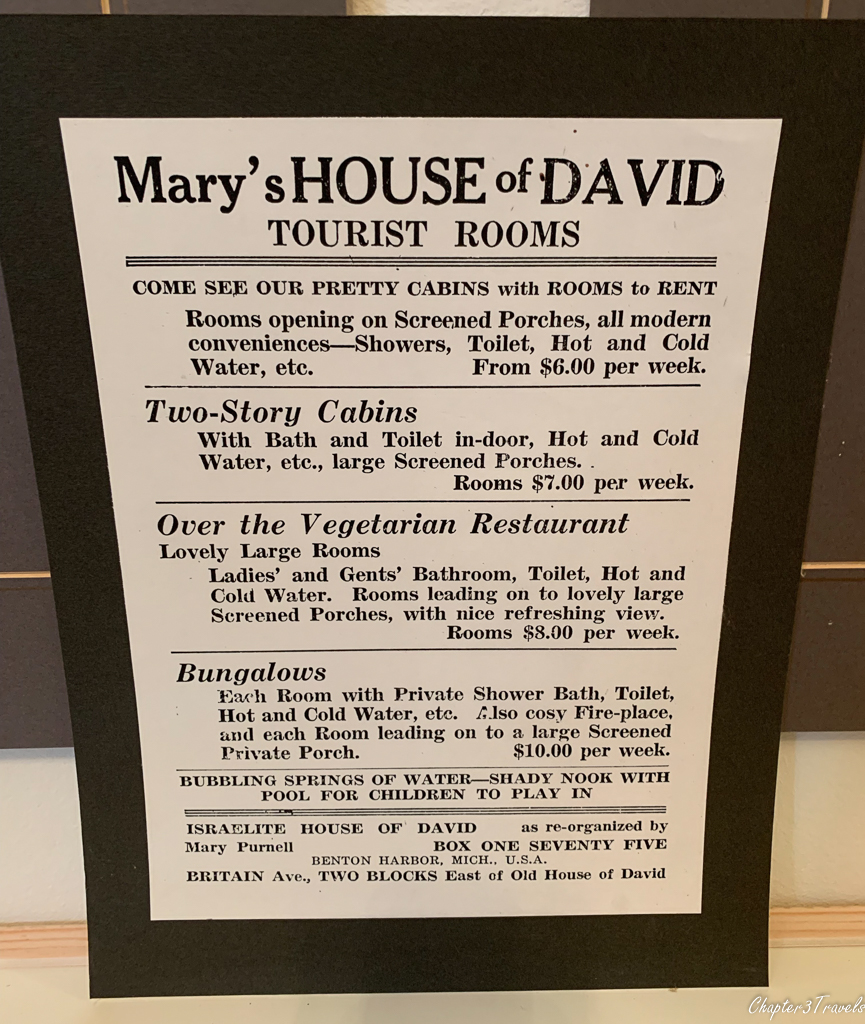 Mary's HOUSE of DAVID
TOURIST ROOMS
COME SEE OUR PRETTY CABINS with ROOMS to RENT
Rooms opening on Screened Porches, all modern
conveniences—Showers, Toilet, Hot and Cold
Water, etc. From $6.00 per week.
Two-Story Cabins
With Bath and Toilet in-door, Hot and Cold
Water, etc., large Screened Porches.
Rooms $7.00 per week.
Over the Vegetarian Restaurant
Lovely Large Rooms
Ladies' and Gents' Bathroom, Toilet, Hot and
Cold Water. Rooms leading on to lovely large
Screened Porches, with nice refreshing view.
Rooms $8.00 per week.
Bungalows
Each Room with Private Shower Bath, Toilet,
Hot and Cold Water, etc. Also cosy Fire-place,
and each Room leading on to a large Screened
Private Porch. $10.00 per week.
BUBBLING SPRINGS OF WATER—SHADY NOOK WITH
POOL FOR CHILDREN TO PLAY IN
ISRAELITE HOUSE OF DAVID as re-organized by
Mary Purnell BOX ONE SEVENTY FIVE
BENTON HARBOR, MICH., U.S.A.
BRITAIN Ave., TWO BLOCKS East of Old House of David
Chapter3Travels